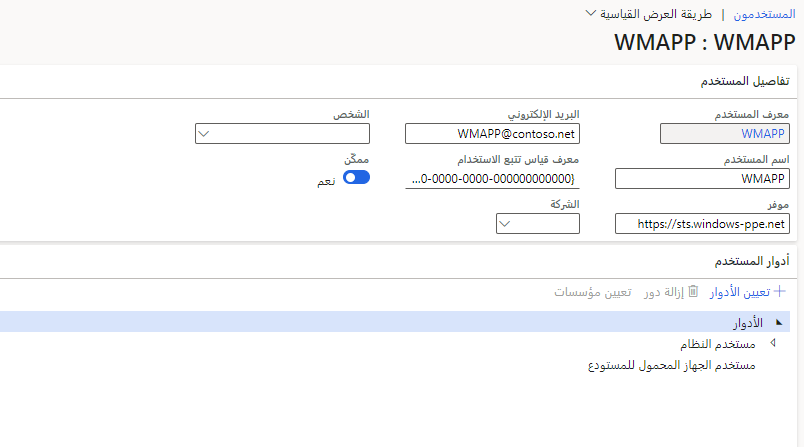 المستخدمون | طريقة العرض القياسية
WMAPP : WMAPP
تفاصيل المستخدم
معرف المستخدم
WMAPP
اسم المستخدم
WMAPP
موفر
https://sts.windows-ppe.net
البريد الإلكتروني
WMAPP@contoso.net
معرف قياس تتبع الاستخدام
...0-0000-0000-000000000000}
الشركة
الشخص
ممكّن
نعم
أدوار المستخدم
تعيين الأدوار إزالة دور تعيين مؤسسات
الأدوار
مستخدم النظام
مستخدم الجهاز المحمول للمستودع